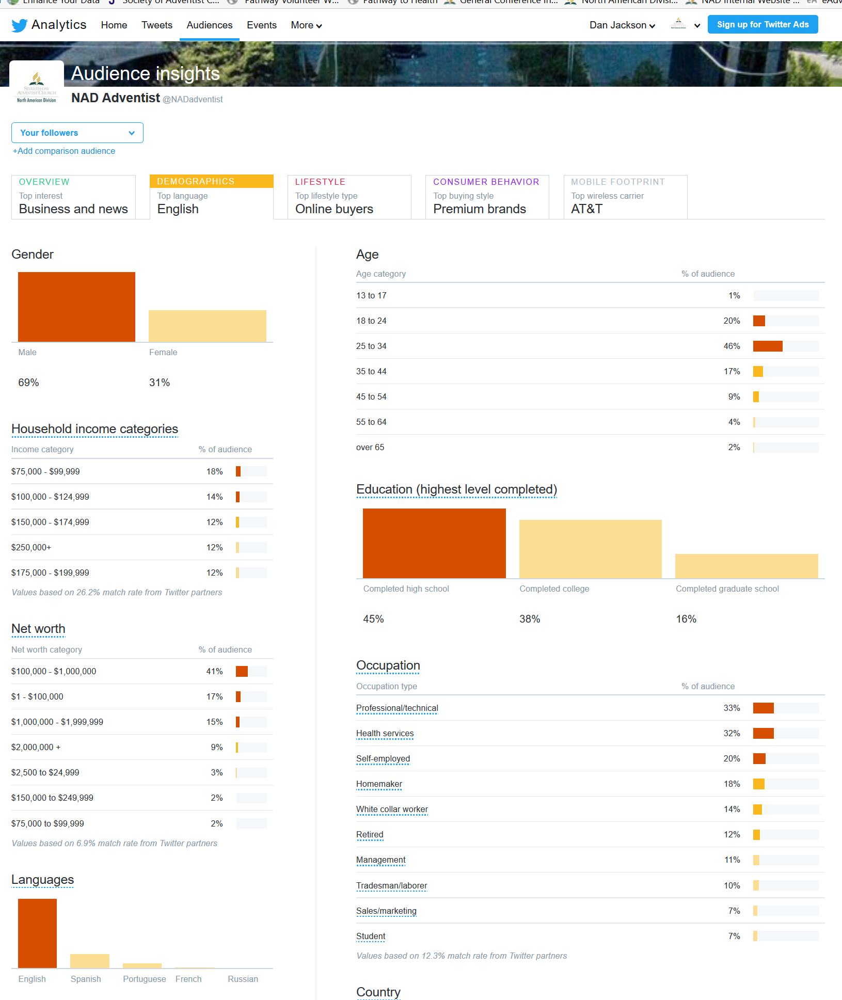 Enhance Your Data Society of Adventist C... Pathway Volunteer W... Pathway to Health General Conference In... North American Divisi... NAD Internal Website ... eAdv
Analytics Home Tweets Audiences Events More Dan Jackson Sign up for Twitter Ads
Audience insights
SEVENTH-DAY
ADVENTIST CHURCH
North American Division
NAD Adventist @NADadventist
Your followers
+Add comparison audience
OVERVIEW
Top interest
Business and news
DEMOGRAPHICS
Top language
English
LIFESTYLE
Top lifestyle type
Online buyers
CONSUMER BEHAVIOR
Top buying style
Premium brands
MOBILE FOOTPRINT
Top wireless carrier
AT&T
Gender
Male Female
69% 31%
Household income categories
Income category % of audience
$75,000 - $99,999 18%
$100,000 - $124,999 14%
$150,000 - $174,999 12%
$250,000+ 12%
$175,000 - $199,999 12%
Values based on 26.2% match rate from Twitter partners
Net worth
Net worth category % of audience
$100,000 - $1,000,000 41%
$1 - $100,000 17%
$1,000,000 - $1,999,999 15%
$2,000,000 + 9%
$2,500 to $24,999 3%
$150,000 to $249,999 2%
$75,000 to $99,999 2%
Values based on 6.9% match rate from Twitter partners
Languages
English Spanish Portuguese French Russian
Age
Age category % of audience
13 to 17 1%
18 to 24 20%
25 to 34 46%
35 to 44 17%
45 to 54 9%
55 to 64 4%
over 65 2%
Education (highest level completed)
Completed high school Completed college Completed graduate school
45% 38% 16%
Occupation
Occupation type % of audience
Professional/technical 33%
Health services 32%
Self-employed 20%
Homemaker 18%
White collar worker 14%
Retired 12%
Management 11%
Tradesman/laborer 10%
Sales/marketing 7%
Student 7%
Values based on 12.3% match rate from Twitter partners
Country